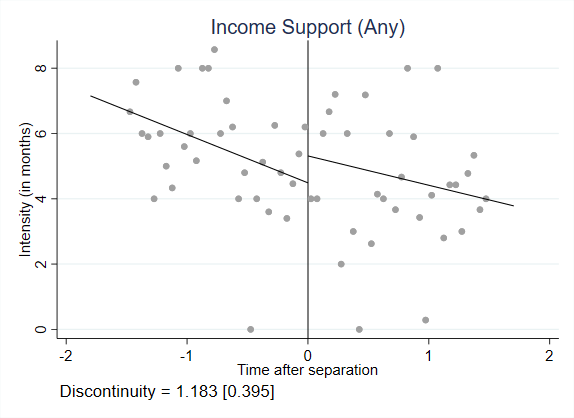 Income Support (Any)
Intensity (in months)
8
6
4
2
0
-2 -1 0 1 2
Time after separation
Discontinuity = 1.183 [0.395]